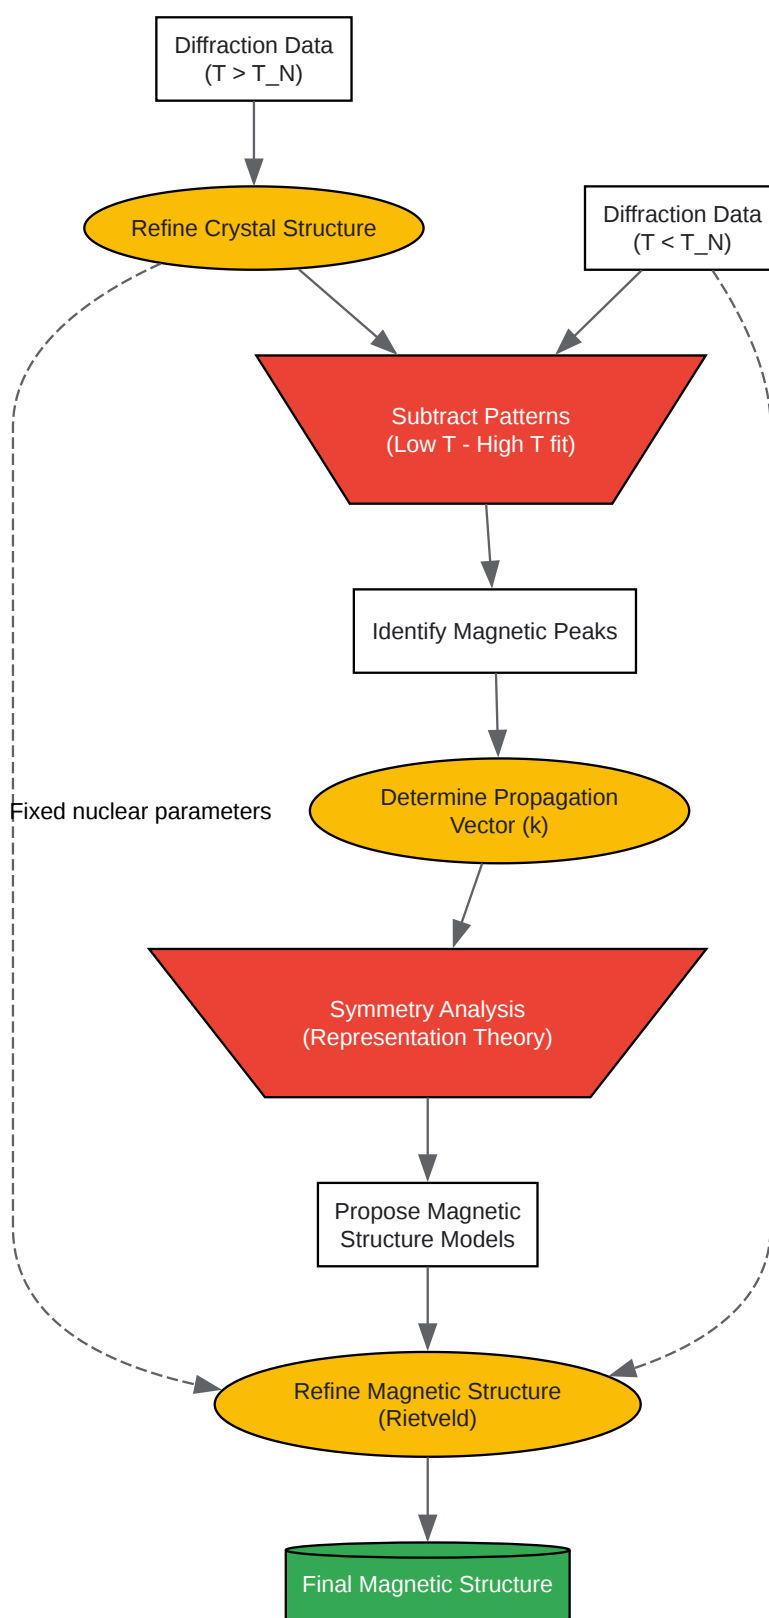 Diffraction Data
(T > T_N)
Refine Crystal Structure
Diffraction Data
(T < T_N)
Subtract Patterns
(Low T - High T fit)
Identify Magnetic Peaks
Determine Propagation
Vector (k)
Fixed nuclear parameters
Symmetry Analysis
(Representation Theory)
Propose Magnetic
Structure Models
Refine Magnetic Structure
(Rietveld)
Final Magnetic Structure